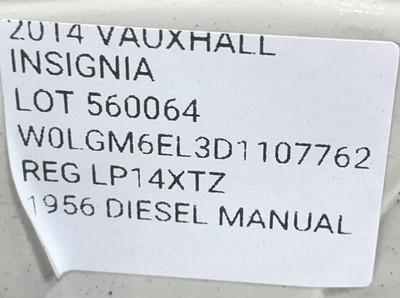 2014 VAUXHALL
INSIGNIA
LOT 560064
W0LGM6EL3D1107762
REG LP14XTZ
1956 DIESEL MANUAL